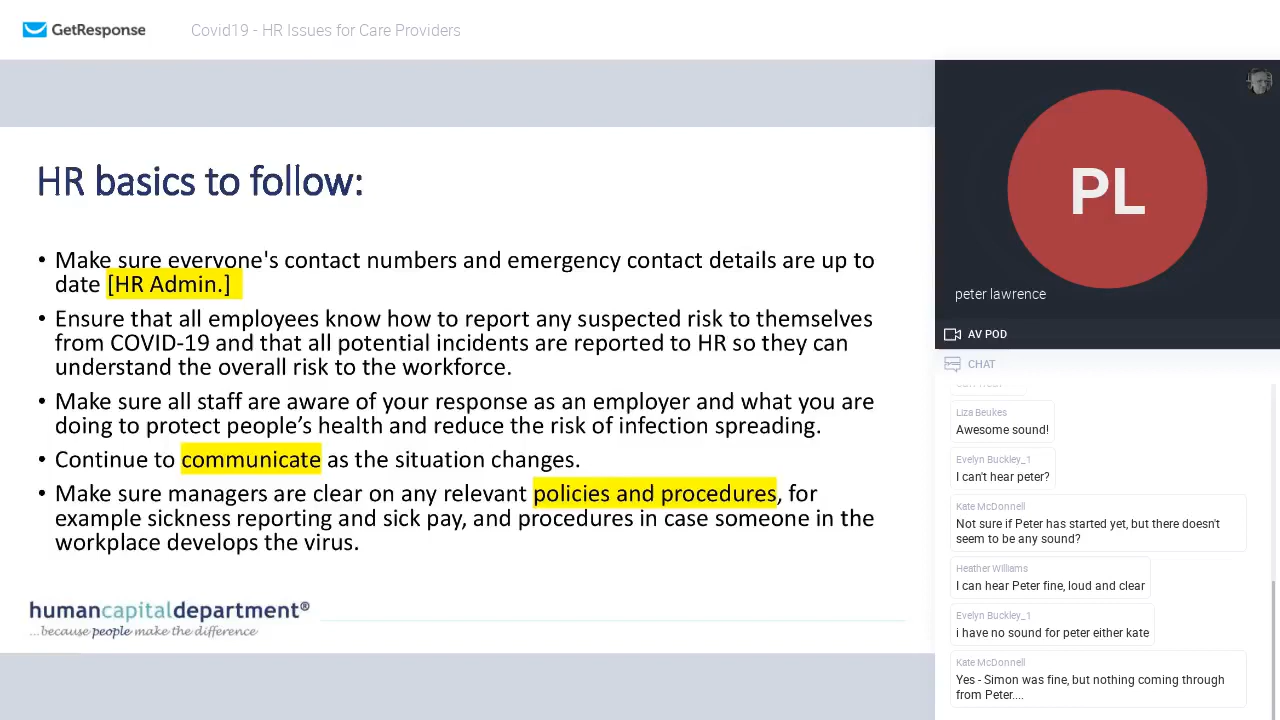 GetResponse
Covid19 - HR Issues for Care Providers
HR basics to follow:
• Make sure everyone's contact numbers and emergency contact details are up to
date [HR Admin.]
• Ensure that all employees know how to report any suspected risk to themselves
from COVID-19 and that all potential incidents are reported to HR so they can
understand the overall risk to the workforce.
• Make sure all staff are aware of your response as an employer and what you are
doing to protect people's health and reduce the risk of infection spreading.
• Continue to communicate as the situation changes.
• Make sure managers are clear on any relevant policies and procedures, for
example sickness reporting and sick pay, and procedures in case someone in the
workplace develops the virus.
humancapitaldepartment®
...because people make the difference
PL
peter lawrence
AV POD
CHAT
Liza Beukes
Awesome sound!
Evelyn Buckley_1
I can't hear peter?
Kate McDonnell
Not sure if Peter has started yet, but there doesn't
seem to be any sound?
Heather Williams
I can hear Peter fine, loud and clear
Evelyn Buckley_1
i have no sound for peter either kate
Kate McDonnell
Yes - Simon was fine, but nothing coming through
from Peter....